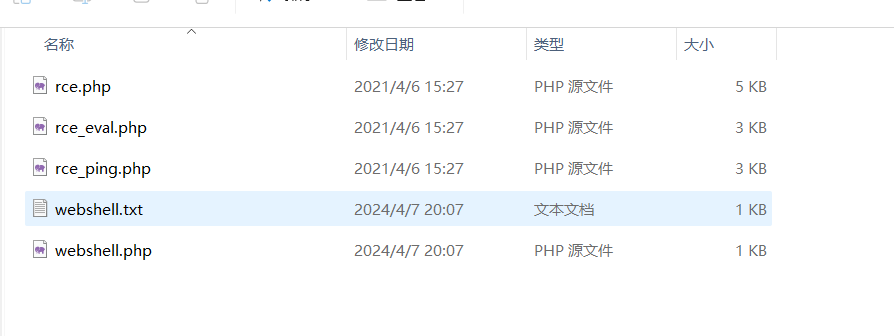 名称 修改日期 类型 大小
rce.php 2021/4/6 15:27 PHP 源文件 5 KB
rce_eval.php 2021/4/6 15:27 PHP 源文件 3 KB
rce_ping.php 2021/4/6 15:27 PHP 源文件 3 KB
webshell.txt 2024/4/7 20:07 文本文档 1 KB
webshell.php 2024/4/7 20:07 PHP 源文件 1 KB